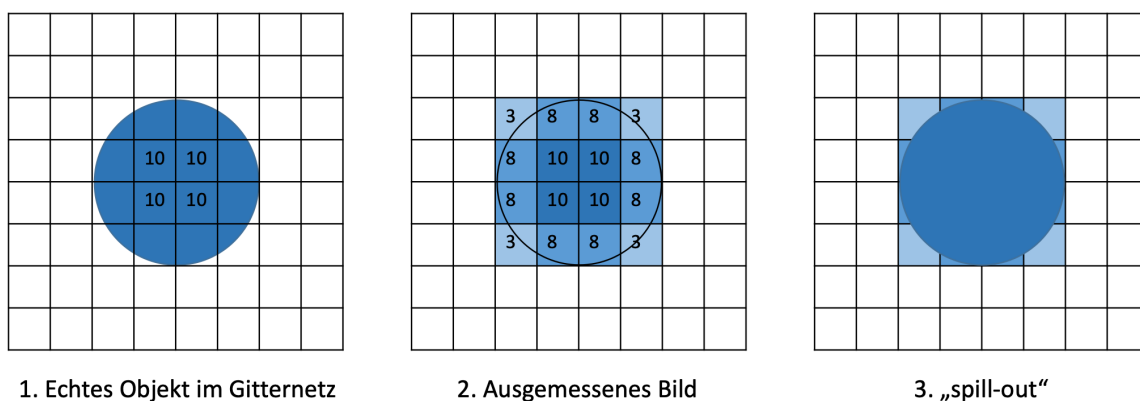 10 10
10 10
3 8 8 3
8 10 10 8
8 10 10 8
3 8 8 3
1. Echtes Objekt im Gitternetz
2. Ausgemessenes Bild
3. „spill-out“